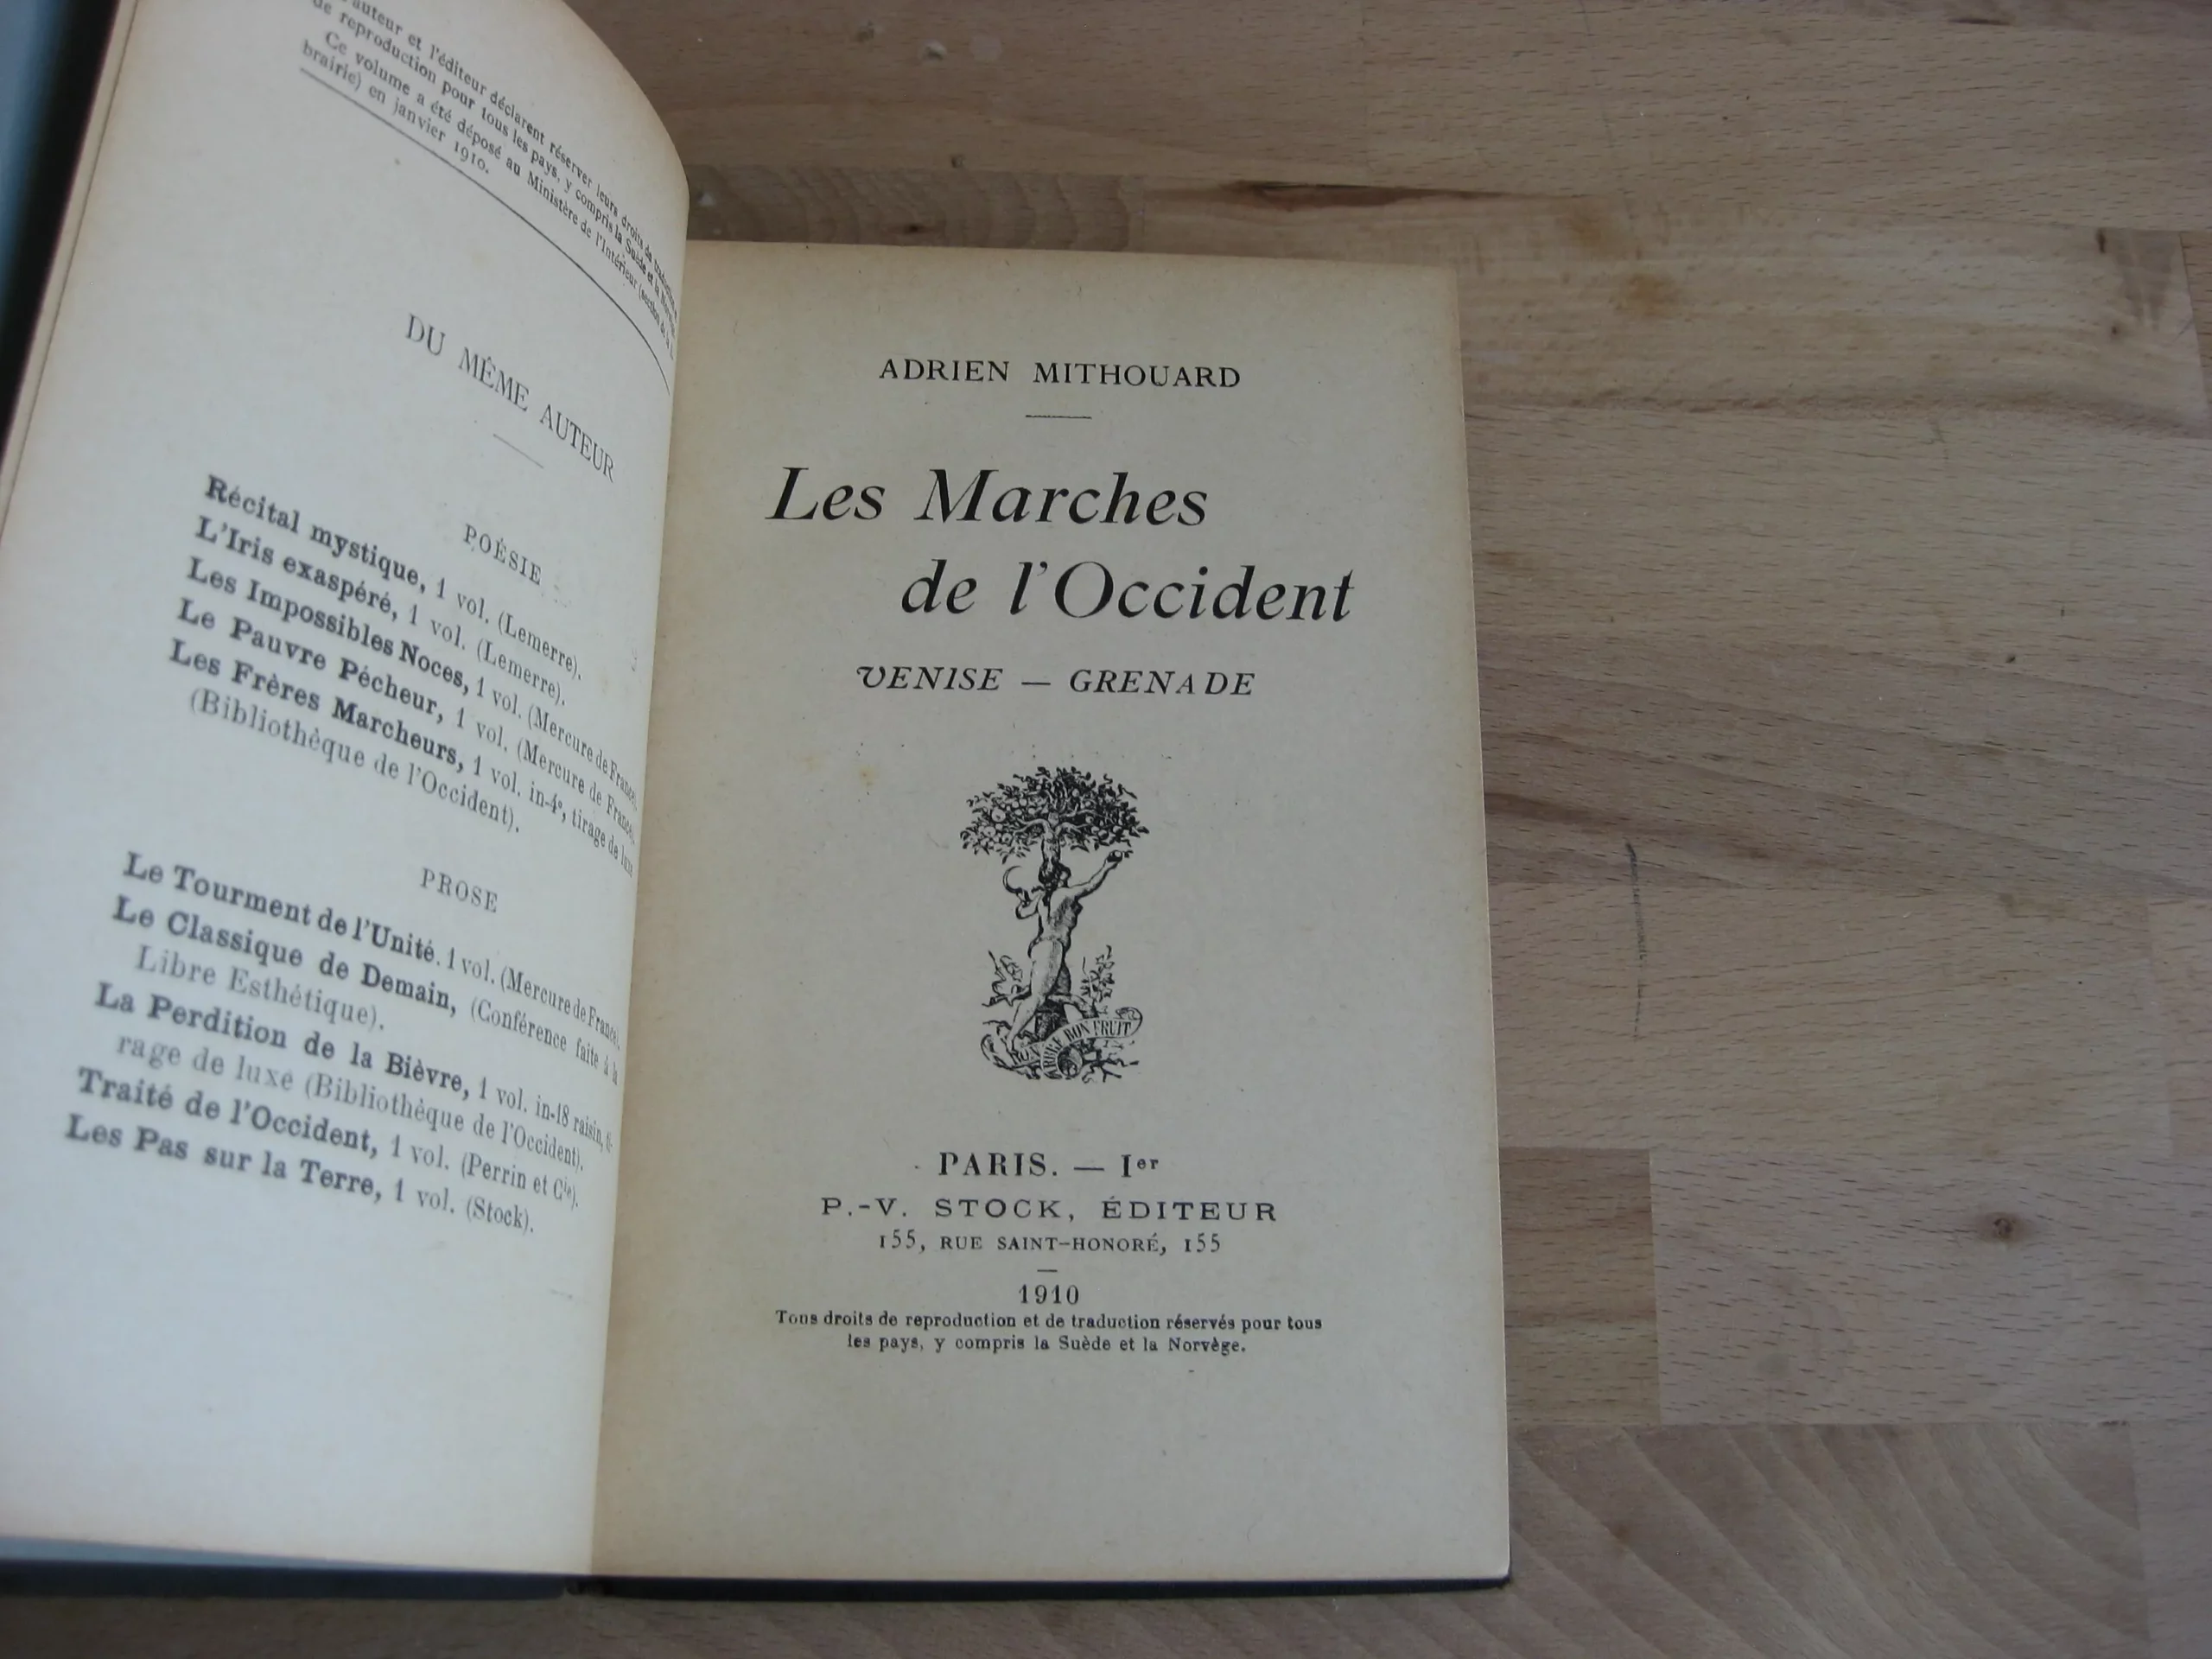 auteur et l'éditeur déclarent réserver leurs droits de
de reproduction pour tous les pays, y compris la Suède et la
Ce volume a été déposé au Ministère de l'Intérieur (section de la
brairie) en janvier 1910.
DU MÊME AUTEUR
POÉSIE
Récital mystique, 1 vol. (Lemerre).
L'Iris exaspéré, 1 vol. (Lemerre).
Les Impossibles Noces, 1 vol. (Mercure de France).
Le Pauvre Pécheur, 1 vol. (Mercure de France).
Les Frères Marcheurs, 1 vol. in-4º, tirage de luxe
(Bibliothèque de l'Occident).
PROSE
Le Tourment de l'Unité. 1 vol. (Mercure de France).
Le Classique de Demain, (Conférence faite à la
Libre Esthétique).
La Perdition de la Bièvre, 1 vol. in-18 raisin, ti-
rage de luxe (Bibliothèque de l'Occident).
Traité de l'Occident, 1 vol. (Perrin et Cie).
Les Pas sur la Terre, 1 vol. (Stock).
ADRIEN MITHOUARD
Les Marches
de l'Occident
VENISE — GRENADE
BON FRUIT
ARBRE
PARIS. — Ier
P.-V. STOCK, ÉDITEUR
155, RUE SAINT-HONORÉ, 155
1910
Tous droits de reproduction et de traduction réservés pour tous
les pays, y compris la Suède et la Norvège.